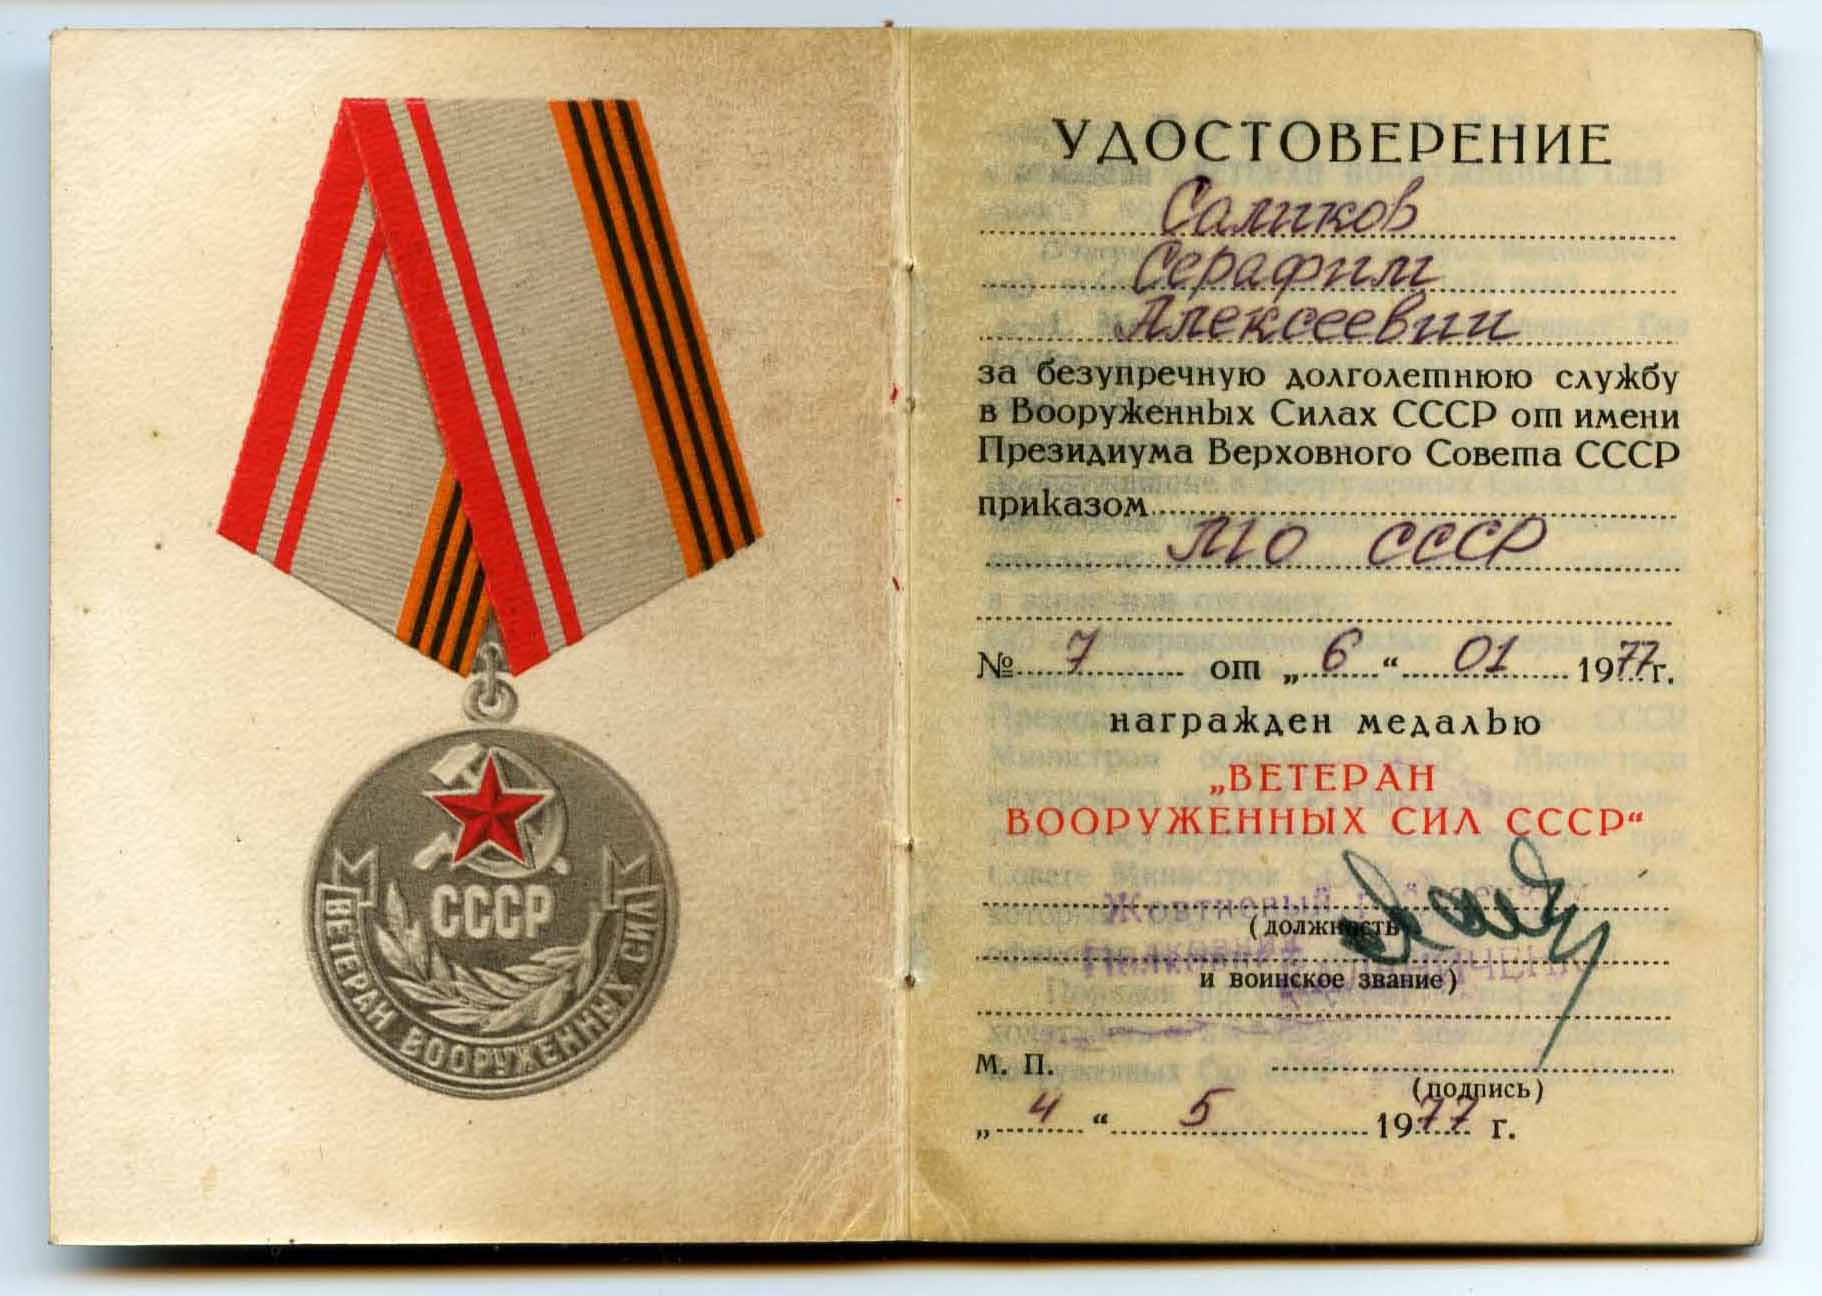 СССР
ВЕТЕРАН ВООРУЖЕННЫХ СИЛ
УДОСТОВЕРЕНИЕ
Саликов
Серафим
Алексеевич
за безупречную долголетнюю службу
в Вооруженных Силах СССР от имени
Президиума Верховного Совета СССР
приказом
МО СССР
№ 7 от „6“ 01 1977 г.
награжден медалью
„ВЕТЕРАН
ВООРУЖЕННЫХ СИЛ СССР“
Жовтневый
(должность
Полковник
и воинское звание)
М. П.
(подпись)
„4“ 5 1977 г.